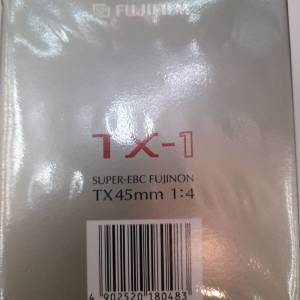 FUJIFILM
TX-1
SUPER-EBC FUJINON
TX45mm 1:4
4 902520 180483